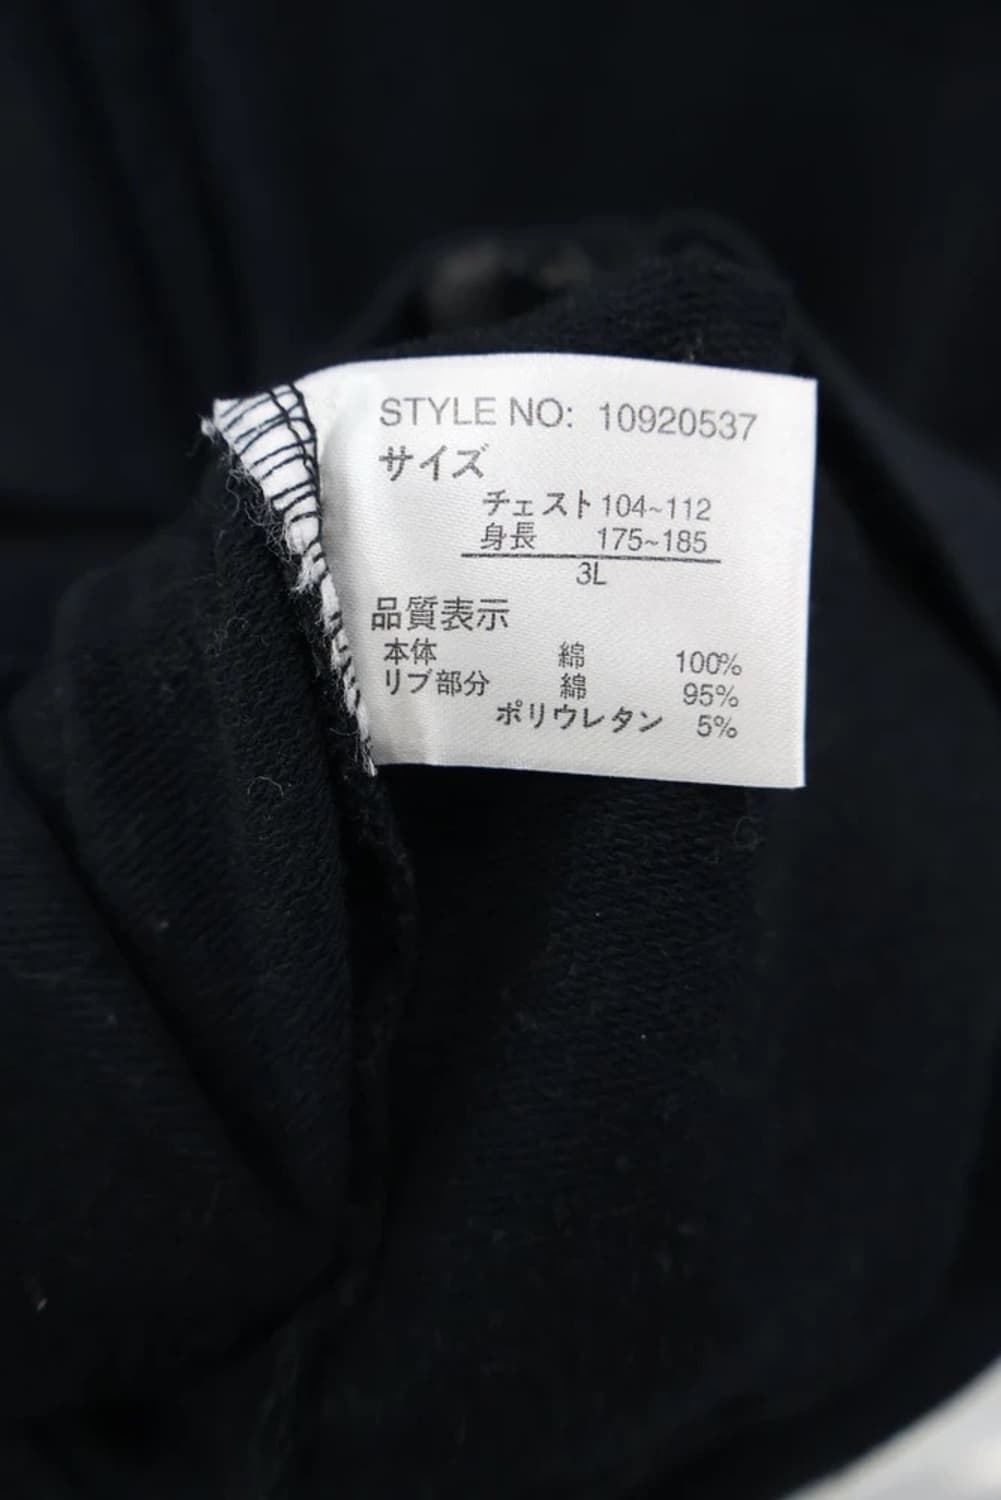 STYLE NO: 10920537
サイズ
チェスト 104~112
身長 175~185
3L
品質表示
本体 綿 100%
リブ部分 綿 95%
ポリウレタン 5%